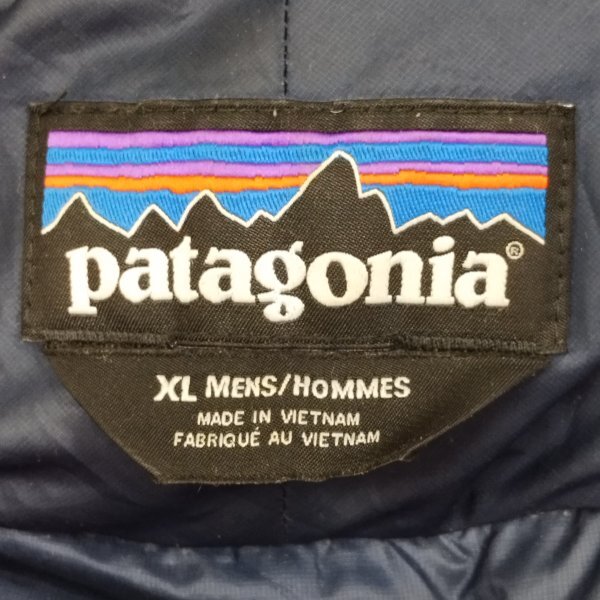 patagonia®
XL MENS/HOMMES
MADE IN VIETNAM
FABRIQUÉ AU VIETNAM